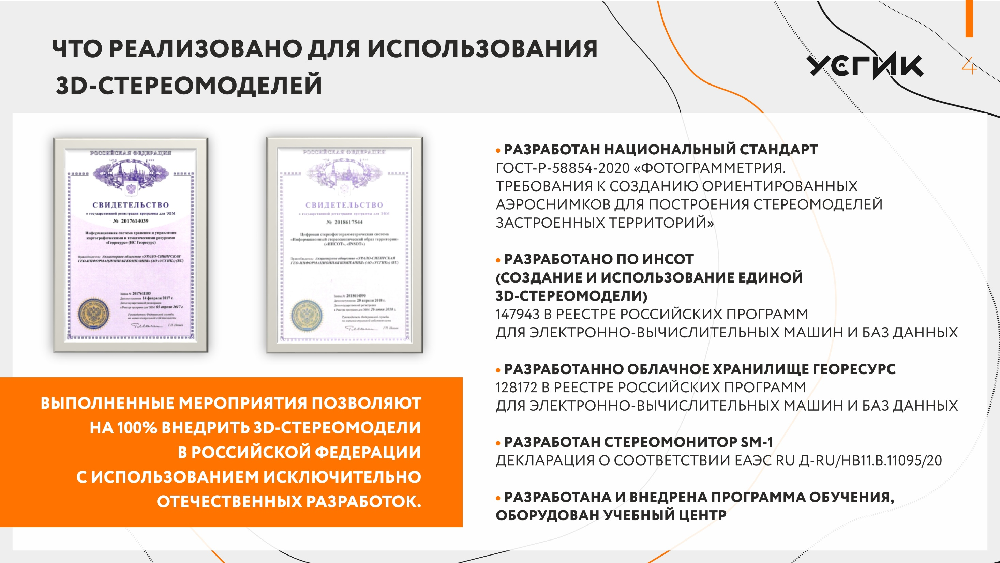 ЧТО РЕАЛИЗОВАНО ДЛЯ ИСПОЛЬЗОВАНИЯ
3D-СТЕРЕОМОДЕЛЕЙ
УСГИК
4
РОССИЙСКАЯ ФЕДЕРАЦИЯ
СВИДЕТЕЛЬСТВО
о государственной регистрации программы для ЭВМ
№ 2017614039
Информационная система хранения и управления
картографическими и тематическими ресурсами
«Георесурс» (ИС Георесурс)
Правообладатель: Акционерное общество «УРАЛО-СИБИРСКАЯ
ГЕО-ИНФОРМАЦИОННАЯ КОМПАНИЯ» (АО «УСГИК») (RU)
Заявка № 2017611183
Дата поступления 14 февраля 2017 г.
Дата государственной регистрации
в Реестре программ для ЭВМ 05 апреля 2017 г.
Руководитель Федеральной службы
по интеллектуальной собственности
Г.П. Ивлиев
РОССИЙСКАЯ ФЕДЕРАЦИЯ
СВИДЕТЕЛЬСТВО
о государственной регистрации программы для ЭВМ
№ 2018617544
Цифровая стереофотограмметрическая система
«Информационный стереоскопический образ территории»
(«ИНСОТ», «INSOT»)
Правообладатель: Акционерное общество «УРАЛО-СИБИРСКАЯ
ГЕО-ИНФОРМАЦИОННАЯ КОМПАНИЯ» (АО «УСГИК») (RU)
Заявка № 2018614590
Дата поступления 20 апреля 2018 г.
Дата государственной регистрации
в Реестре программ для ЭВМ 26 июня 2018 г.
Руководитель Федеральной службы
по интеллектуальной собственности
Г.П. Ивлиев
ВЫПОЛНЕННЫЕ МЕРОПРИЯТИЯ ПОЗВОЛЯЮТ
НА 100% ВНЕДРИТЬ 3D-СТЕРЕОМОДЕЛИ
В РОССИЙСКОЙ ФЕДЕРАЦИИ
С ИСПОЛЬЗОВАНИЕМ ИСКЛЮЧИТЕЛЬНО
ОТЕЧЕСТВЕННЫХ РАЗРАБОТОК.
• РАЗРАБОТАН НАЦИОНАЛЬНЫЙ СТАНДАРТ
ГОСТ-Р-58854-2020 «ФОТОГРАММЕТРИЯ.
ТРЕБОВАНИЯ К СОЗДАНИЮ ОРИЕНТИРОВАННЫХ
АЭРОСНИМКОВ ДЛЯ ПОСТРОЕНИЯ СТЕРЕОМОДЕЛЕЙ
ЗАСТРОЕННЫХ ТЕРРИТОРИЙ»
• РАЗРАБОТАНО ПО ИНСОТ
(СОЗДАНИЕ И ИСПОЛЬЗОВАНИЕ ЕДИНОЙ
3D-СТЕРЕОМОДЕЛИ)
147943 В РЕЕСТРЕ РОССИЙСКИХ ПРОГРАММ
ДЛЯ ЭЛЕКТРОННО-ВЫЧИСЛИТЕЛЬНЫХ МАШИН И БАЗ ДАННЫХ
• РАЗРАБОТАННО ОБЛАЧНОЕ ХРАНИЛИЩЕ ГЕОРЕСУРС
128172 В РЕЕСТРЕ РОССИЙСКИХ ПРОГРАММ
ДЛЯ ЭЛЕКТРОННО-ВЫЧИСЛИТЕЛЬНЫХ МАШИН И БАЗ ДАННЫХ
• РАЗРАБОТАН СТЕРЕОМОНИТОР SM-1
ДЕКЛАРАЦИЯ О СООТВЕТСТВИИ ЕАЭС RU Д-RU/НВ11.В.11095/20
• РАЗРАБОТАНА И ВНЕДРЕНА ПРОГРАММА ОБУЧЕНИЯ,
ОБОРУДОВАН УЧЕБНЫЙ ЦЕНТР